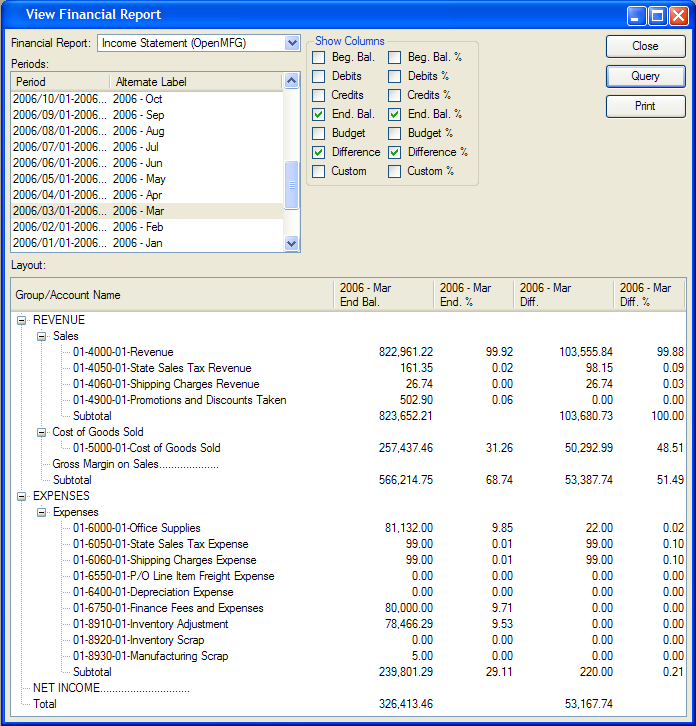 View Financial Report
Financial Report: Income Statement (OpenMFG)
Periods:
Period Alternate Label
2006/10/01-2006... 2006 - Oct
2006/09/01-2006... 2006 - Sep
2006/08/01-2006... 2006 - Aug
2006/07/01-2006... 2006 - Jul
2006/06/01-2006... 2006 - Jun
2006/05/01-2006... 2006 - May
2006/04/01-2006... 2006 - Apr
2006/03/01-2006... 2006 - Mar
2006/02/01-2006... 2006 - Feb
2006/01/01-2006... 2006 - Jan
Show Columns
Beg. Bal. Beg. Bal. %
Debits Debits %
Credits Credits %
End. Bal. End. Bal. %
Budget Budget %
Difference Difference %
Custom Custom %
Close
Query
Print
Layout:
Group/Account Name 2006 - Mar End Bal. 2006 - Mar End. % 2006 - Mar Diff. 2006 - Mar Diff. %
REVENUE
Sales
01-4000-01-Revenue 822,961.22 99.92 103,555.84 99.88
01-4050-01-State Sales Tax Revenue 161.35 0.02 98.15 0.09
01-4060-01-Shipping Charges Revenue 26.74 0.00 26.74 0.03
01-4900-01-Promotions and Discounts Taken 502.90 0.06 0.00 0.00
Subtotal 823,652.21 103,680.73 100.00
Cost of Goods Sold
01-5000-01-Cost of Goods Sold 257,437.46 31.26 50,292.99 48.51
Gross Margin on Sales....................
Subtotal 566,214.75 68.74 53,387.74 51.49
EXPENSES
Expenses
01-6000-01-Office Supplies 81,132.00 9.85 22.00 0.02
01-6050-01-State Sales Tax Expense 99.00 0.01 99.00 0.10
01-6060-01-Shipping Charges Expense 99.00 0.01 99.00 0.10
01-6550-01-P/O Line Item Freight Expense 0.00 0.00 0.00 0.00
01-6400-01-Depreciation Expense 0.00 0.00 0.00 0.00
01-6750-01-Finance Fees and Expenses 80,000.00 9.71 0.00 0.00
01-8910-01-Inventory Adjustment 78,466.29 9.53 0.00 0.00
01-8920-01-Inventory Scrap 0.00 0.00 0.00 0.00
01-8930-01-Manufacturing Scrap 5.00 0.00 0.00 0.00
Subtotal 239,801.29 29.11 220.00 0.21
NET INCOME..............................
Total 326,413.46 53,167.74